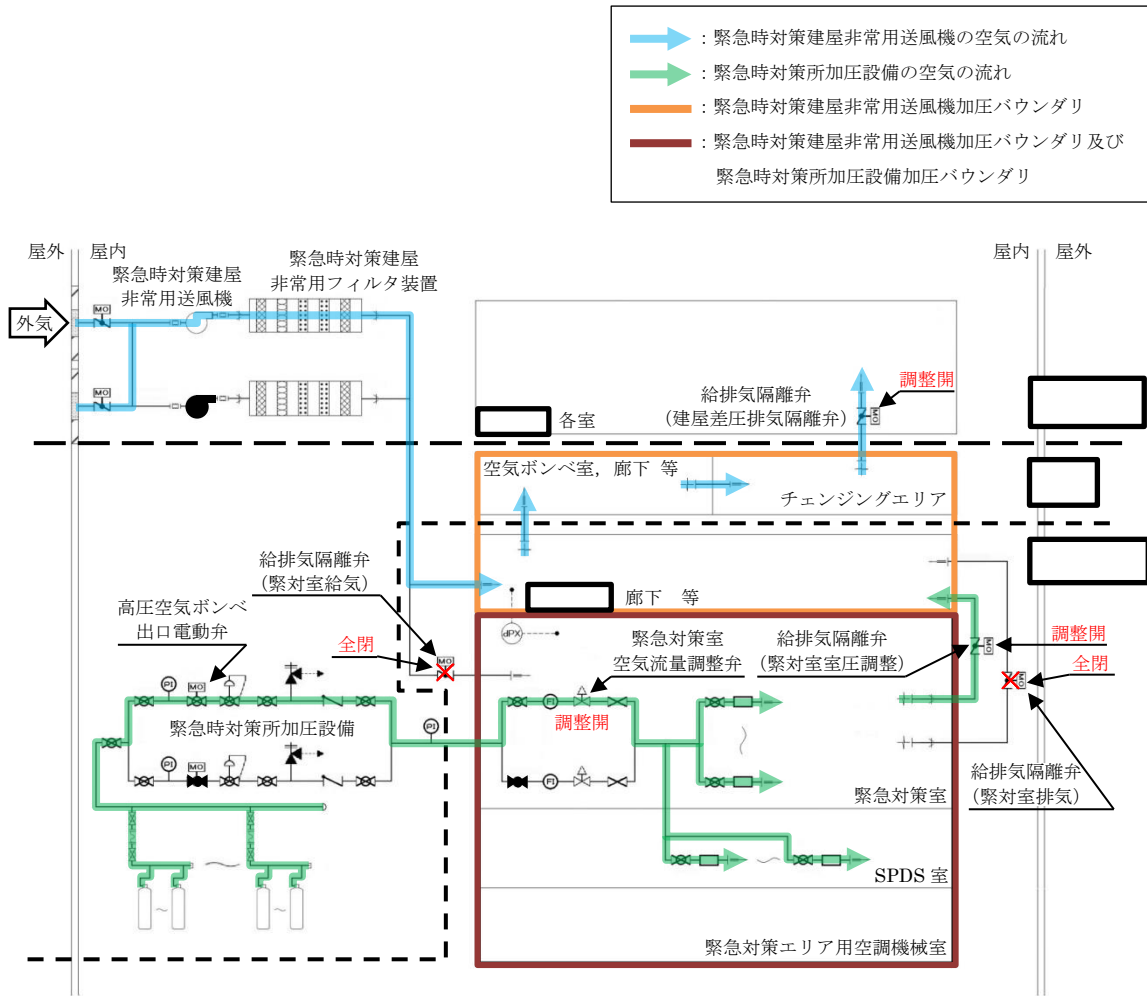 ：緊急時対策建屋非常用送風機の空気の流れ
：緊急時対策所加圧設備の空気の流れ
：緊急時対策建屋非常用送風機加圧バウンダリ
：緊急時対策建屋非常用送風機加圧バウンダリ及び
緊急時対策所加圧設備加圧バウンダリ
屋外
屋内
緊急時対策建屋
非常用送風機
緊急時対策建屋
非常用フィルタ装置
屋内
屋外
外気
MO
MO
給排気隔離弁
（建屋差圧排気隔離弁）
調整開
MO
各室
空気ボンベ室，廊下 等
チェンジングエリア
給排気隔離弁
（緊対室給気）
高圧空気ボンベ
出口電動弁
全閉
MO
廊下 等
dPX
緊急対策室
空気流量調整弁
給排気隔離弁
（緊対室室圧調整）
MO
調整開
全閉
MO
PI
MO
緊急時対策所加圧設備
PI
MO
PI
FI
調整開
FI
緊急対策室
給排気隔離弁
（緊対室排気）
SPDS 室
緊急対策エリア用空調機械室